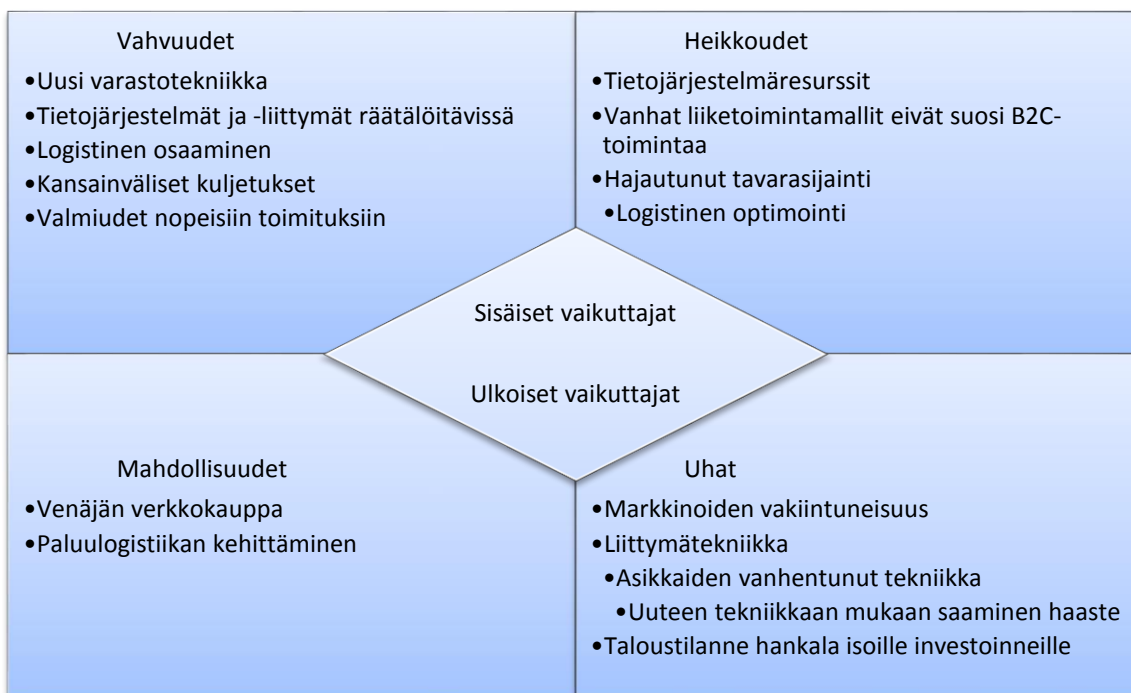 Vahvuudet
•Uusi varastotekniikka
•Tietojärjestelmät ja -liittymät räätälöitävissä
•Logistinen osaaminen
•Kansainväliset kuljetukset
•Valmiudet nopeisiin toimituksiin
Heikkoudet
•Tietojärjestelmäresurssit
•Vanhat liiketoimintamallit eivät suosi B2C-
toimintaa
•Hajautunut tavarasijainti
•Logistinen optimointi
Sisäiset vaikuttajat
Ulkoiset vaikuttajat
Mahdollisuudet
•Venäjän verkkokauppa
•Paluulogistiikan kehittäminen
Uhat
•Markkinoiden vakiintuneisuus
•Liittymätekniikka
•Asikkaiden vanhentunut tekniikka
•Uuteen tekniikkaan mukaan saaminen haaste
•Taloustilanne hankala isoille investoinneille